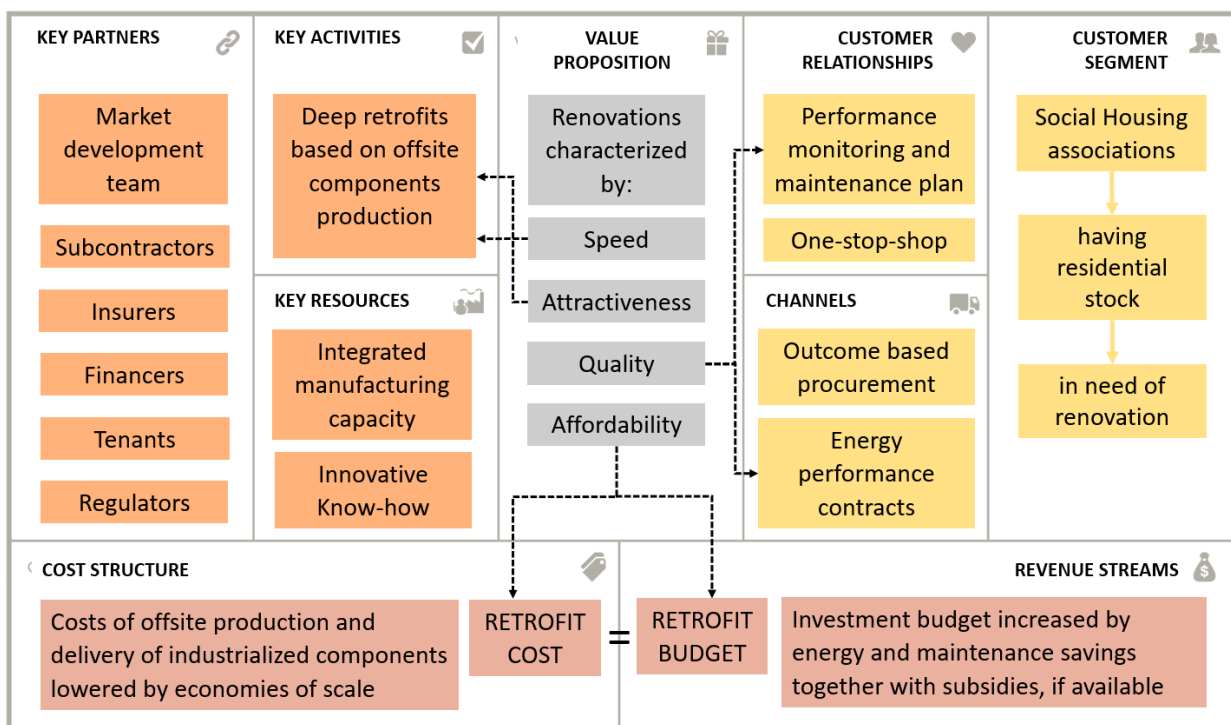 KEY PARTNERS
Market
development
team
Subcontractors
Insurers
Financers
Tenants
Regulators
KEY ACTIVITIES
Deep retrofits
based on offsite
components
production
KEY RESOURCES
Integrated
manufacturing
capacity
Innovative
Know-how
VALUE
PROPOSITION
Renovations
characterized
by:
Speed
Attractiveness
Quality
Affordability
CUSTOMER
RELATIONSHIPS
Performance
monitoring and
maintenance plan
One-stop-shop
CHANNELS
Outcome based
procurement
Energy
performance
contracts
CUSTOMER
SEGMENT
Social Housing
associations
having
residential
stock
in need of
renovation
COST STRUCTURE
Costs of offsite production and
delivery of industrialized components
lowered by economies of scale
RETROFIT
COST
=
RETROFIT
BUDGET
REVENUE STREAMS
$
Investment budget increased by
energy and maintenance savings
together with subsidies, if available